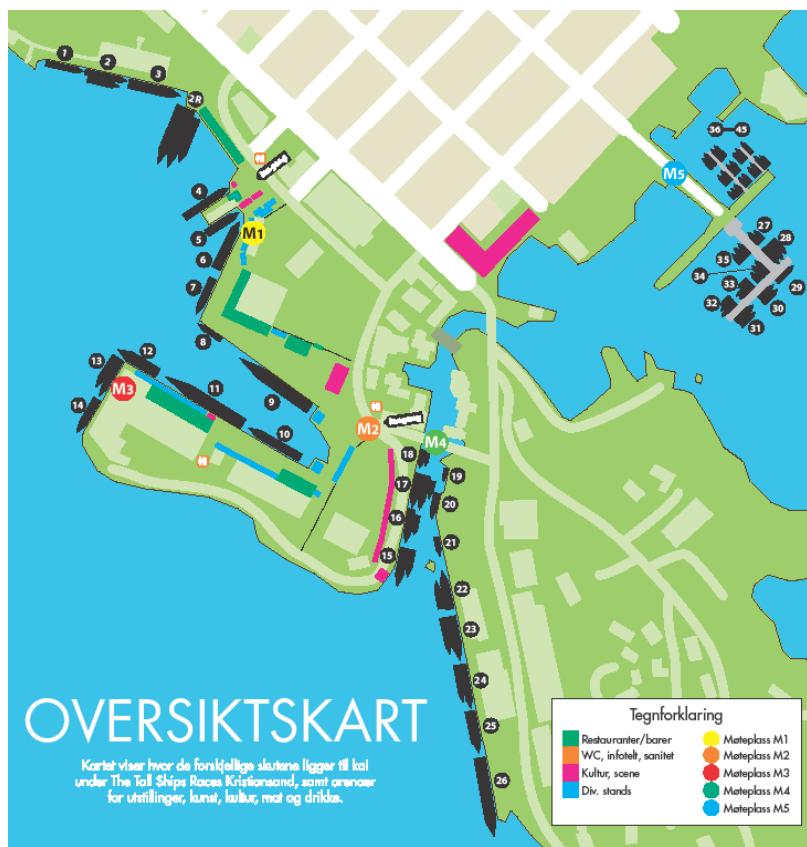 1
2
3
2R
36 45
M5
4
5
M1
6
7
8
27
28
35
34
33
29
32
30
31
13
12
M3
11
14
9
10
M2
M4
18
19
17
20
16
21
15
22
23
24
25
26
OVERSIKTSKART
Kartet viser hvor de forskjellige skutene ligger til kai
under The Tall Ships Races Kristiansand, samt arenaer
for utstillinger, kunst, kultur, mat og drikke.
Tegnforklaring
Restauranter/barer
WC, infotelt, sanitet
Kultur, scene
Div. stands
Møteplass M1
Møteplass M2
Møteplass M3
Møteplass M4
Møteplass M5